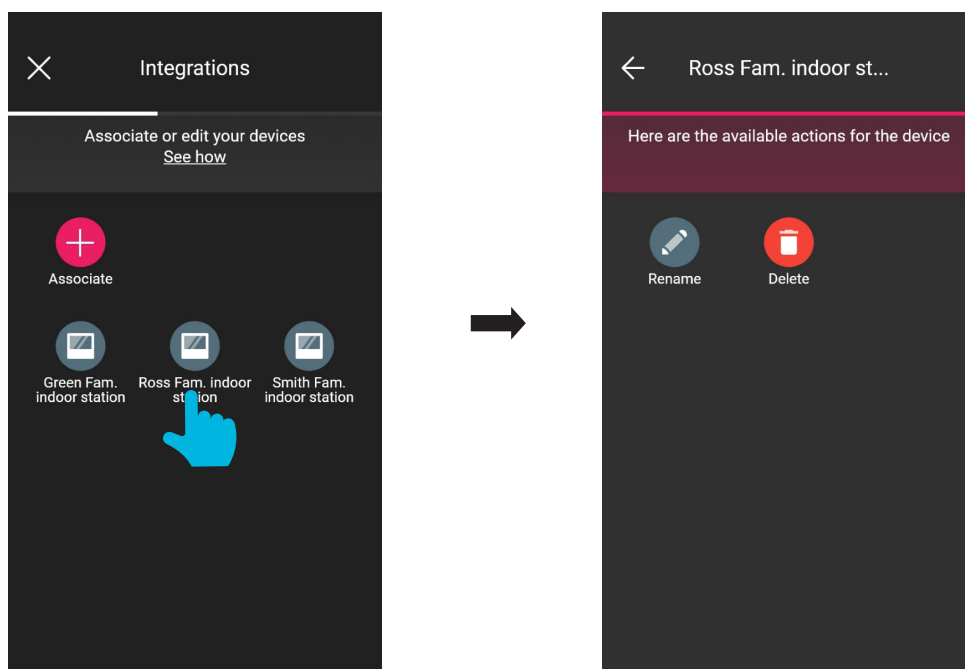 Integrations
Associate or edit your devices
See how
Associate
Green Fam.
indoor station
Ross Fam. indoor
station
Smith Fam.
indoor station
Ross Fam. indoor st...
Here are the available actions for the device
Rename
Delete